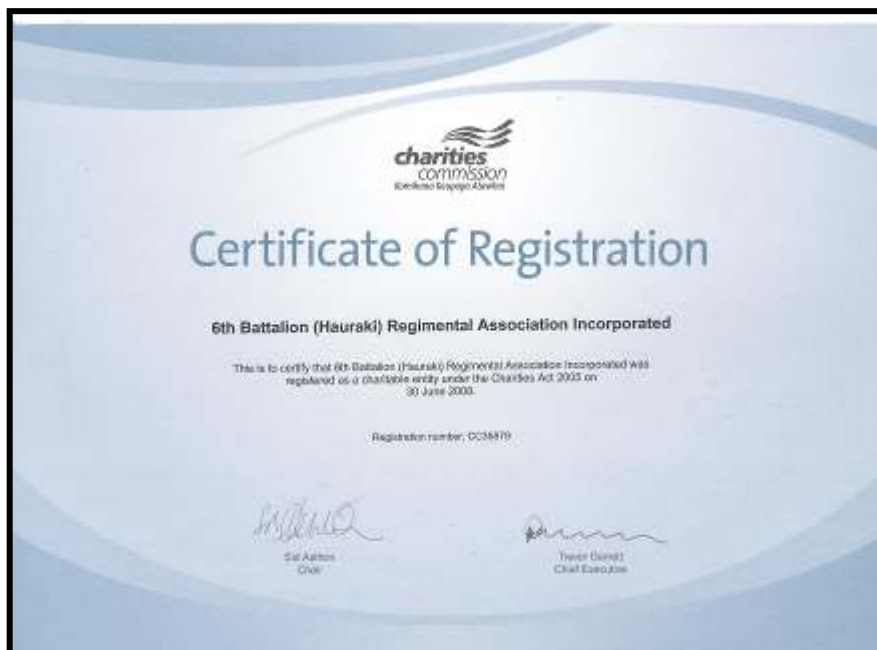 charities
commission
Certificate of Registration
6th Battalion (Hauraki) Regimental Association Incorporated
This is to certify that 6th Battalion (Hauraki) Regimental Association Incorporated was
registered as a charitable entity under the Charities Act 2005 on
30 June 2008.
Registration number,
Chair
Trevor Garrett
Chief Executive